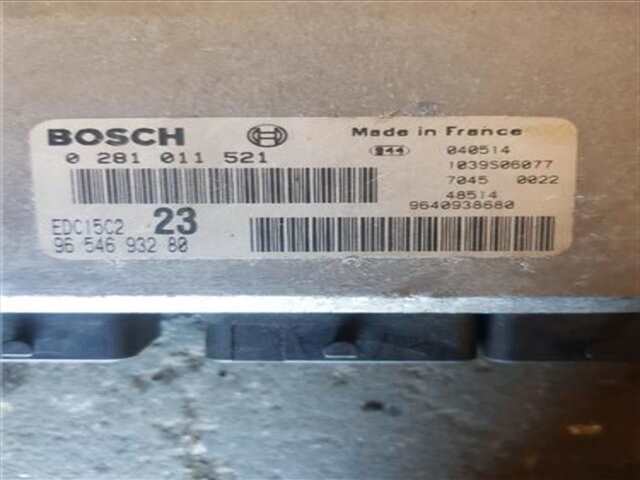 BOSCH
Made in France
0 281 011 521
944 040514
1039S06077
7045 0022
48514
EDC15C2 23
9640938680
96 546 932 80